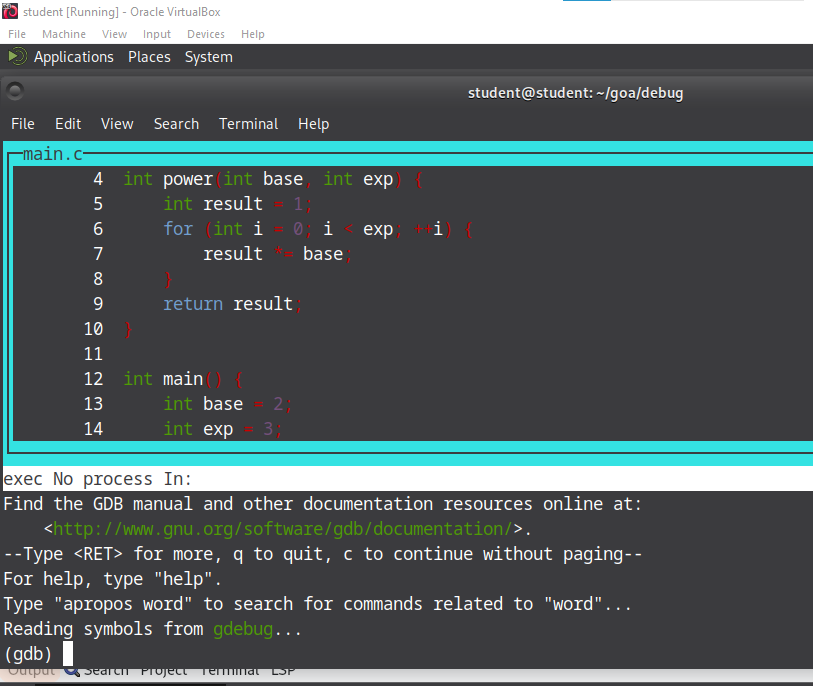 student [Running] - Oracle VirtualBox
File Machine View Input Devices Help
Applications Places System
student@student: ~/goa/debug
File Edit View Search Terminal Help
main.c
4 int power(int base, int exp) {
5 int result = 1;
6 for (int i = 0; i < exp; ++i) {
7 result *= base;
8 }
9 return result;
10 }
11
12 int main() {
13 int base = 2;
14 int exp = 3;
exec No process In:
Find the GDB manual and other documentation resources online at:
<http://www.gnu.org/software/gdb/documentation/>.
--Type <RET> for more, q to quit, c to continue without paging--
For help, type "help".
Type "apropos word" to search for commands related to "word"...
Reading symbols from gdebug...
(gdb)
Output Search Project Terminal LSP